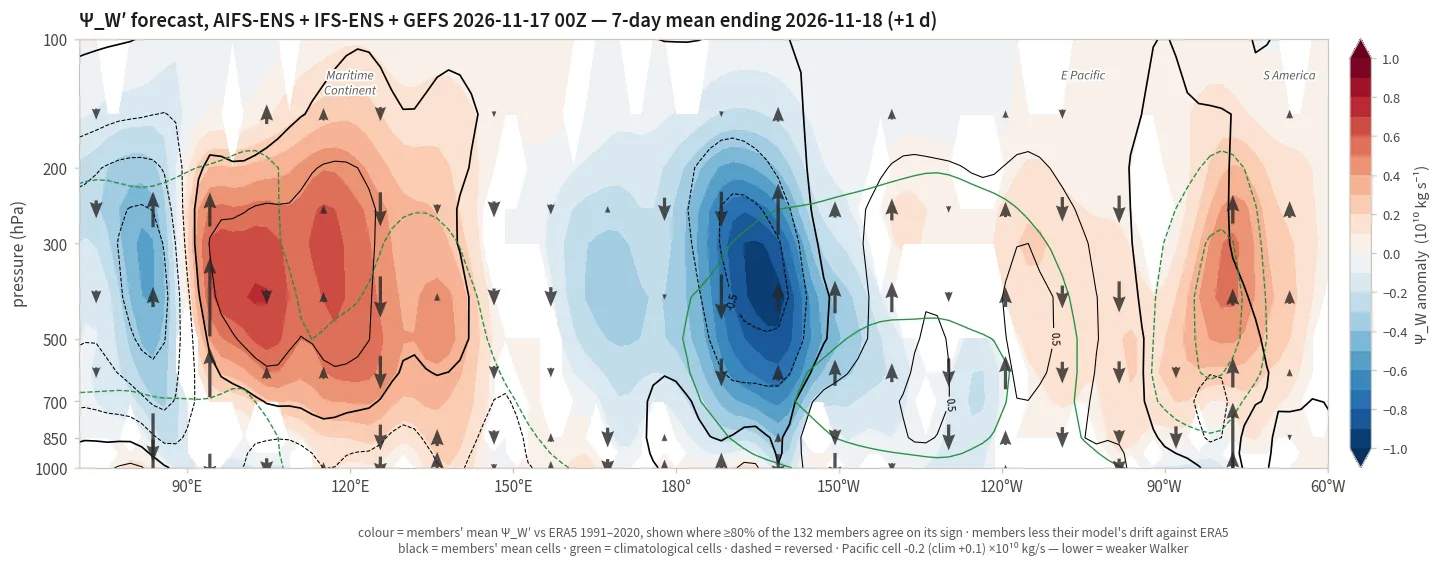 Ψ_W′ forecast, AIFS-ENS + IFS-ENS + GEFS 2026-11-17 00Z — 7-day mean ending 2026-11-18 (+1 d)
pressure (hPa)
100
200
300
400
500
700
850
1000
Maritime
Continent
E Pacific
S America
-0.5
0.5
0.5
90°E
120°E
150°E
180°
150°W
120°W
90°W
60°W
1.0
0.8
0.6
0.4
0.2
0.0
−0.2
−0.4
−0.6
−0.8
−1.0
Ψ_W anomaly (10¹⁰ kg s⁻¹)
colour = members' mean Ψ_W′ vs ERA5 1991–2020, shown where ≥80% of the 132 members agree on its sign · members less their model's drift against ERA5
black = members' mean cells · green = climatological cells · dashed = reversed · Pacific cell -0.2 (clim +0.1) ×10¹⁰ kg/s — lower = weaker Walker